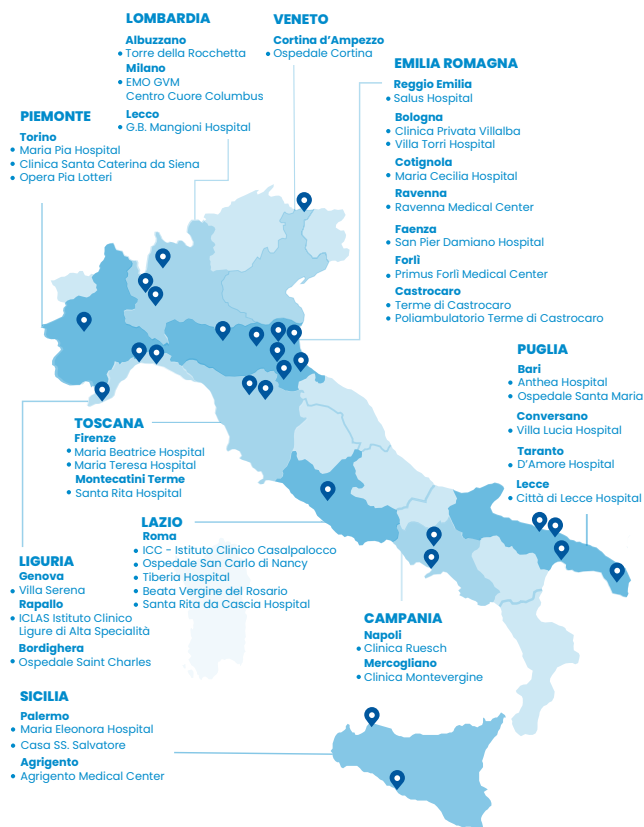 LOMBARDIA
Albuzzano
• Torre della Rocchetta
Milano
• EMO GVM
Centro Cuore Columbus
Lecco
• G.B. Mangioni Hospital
VENETO
Cortina d'Ampezzo
• Ospedale Cortina
EMILIA ROMAGNA
Reggio Emilia
• Salus Hospital
Bologna
• Clinica Privata Villalba
• Villa Torri Hospital
Cotignola
• Maria Cecilia Hospital
Ravenna
• Ravenna Medical Center
Faenza
• San Pier Damiano Hospital
Forlì
• Primus Forlì Medical Center
Castrocaro
• Terme di Castrocaro
• Poliambulatorio Terme di Castrocaro
PIEMONTE
Torino
• Maria Pia Hospital
• Clinica Santa Caterina da Siena
• Opera Pia Lotteri
PUGLIA
Bari
• Anthea Hospital
• Ospedale Santa Maria
Conversano
• Villa Lucia Hospital
Taranto
• D'Amore Hospital
Lecce
• Città di Lecce Hospital
TOSCANA
Firenze
• Maria Beatrice Hospital
• Maria Teresa Hospital
Montecatini Terme
• Santa Rita Hospital
LAZIO
Roma
• ICC - Istituto Clinico Casalpalocco
• Ospedale San Carlo di Nancy
• Tiberia Hospital
• Beata Vergine del Rosario
• Santa Rita da Cascia Hospital
LIGURIA
Genova
• Villa Serena
Rapallo
• ICLAS Istituto Clinico
Ligure di Alta Specialità
Bordighera
• Ospedale Saint Charles
CAMPANIA
Napoli
• Clinica Ruesch
Mercogliano
• Clinica Montevergine
SICILIA
Palermo
• Maria Eleonora Hospital
• Casa SS. Salvatore
Agrigento
• Agrigento Medical Center